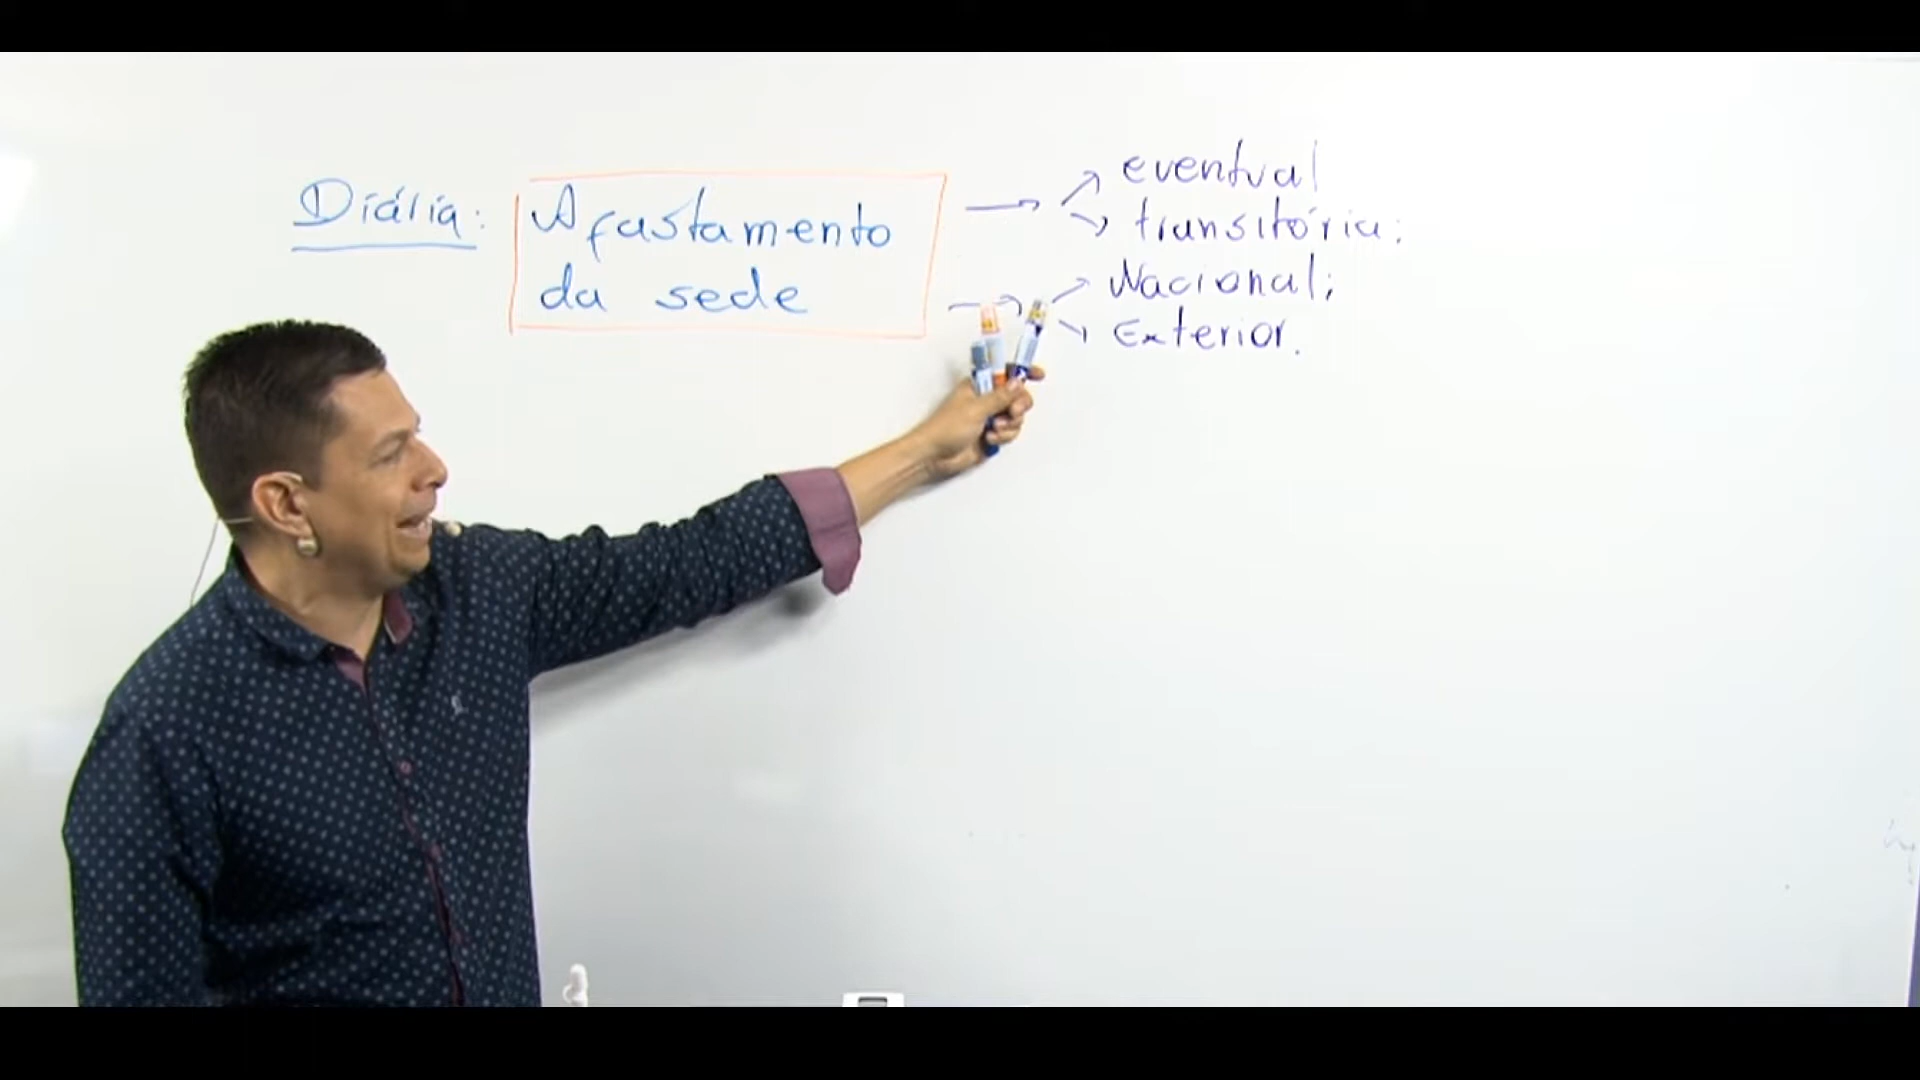 Diária:
Afastamento
da sede
eventual
transitória;
Nacional;
Exterior.